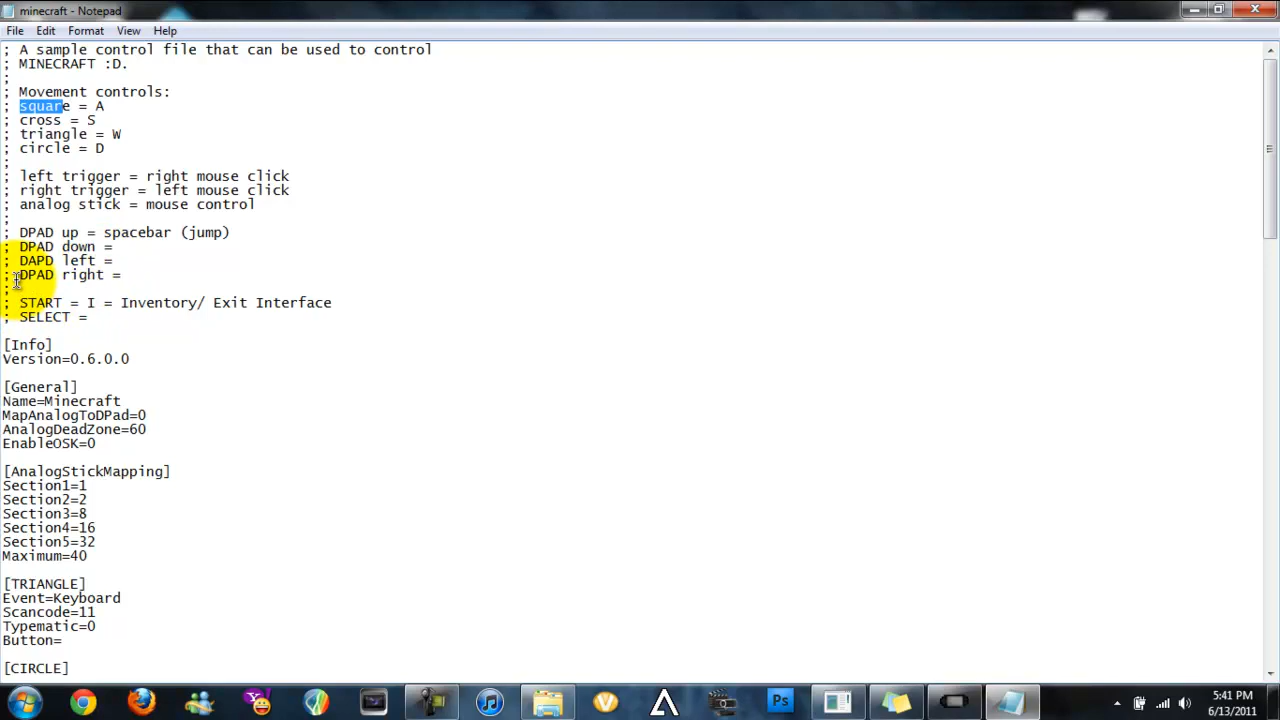 minecraft - Notepad
File Edit Format View Help
; A sample control file that can be used to control
; MINECRAFT :D.
;
; Movement controls:
; square = A
; cross = S
; triangle = W
; circle = D
;
; left trigger = right mouse click
; right trigger = left mouse click
; analog stick = mouse control
;
; DPAD up = spacebar (jump)
; DPAD down =
; DAPD left =
; DPAD right =
;
; START = I = Inventory/ Exit Interface
; SELECT =
[Info]
Version=0.6.0.0
[General]
Name=Minecraft
MapAnalogToDPad=0
AnalogDeadZone=60
EnableOSK=0
[AnalogStickMapping]
Section1=1
Section2=2
Section3=8
Section4=16
Section5=32
Maximum=40
[TRIANGLE]
Event=Keyboard
Scancode=11
Typematic=0
Button=
[CIRCLE]
Ps
5:41 PM
6/13/2011